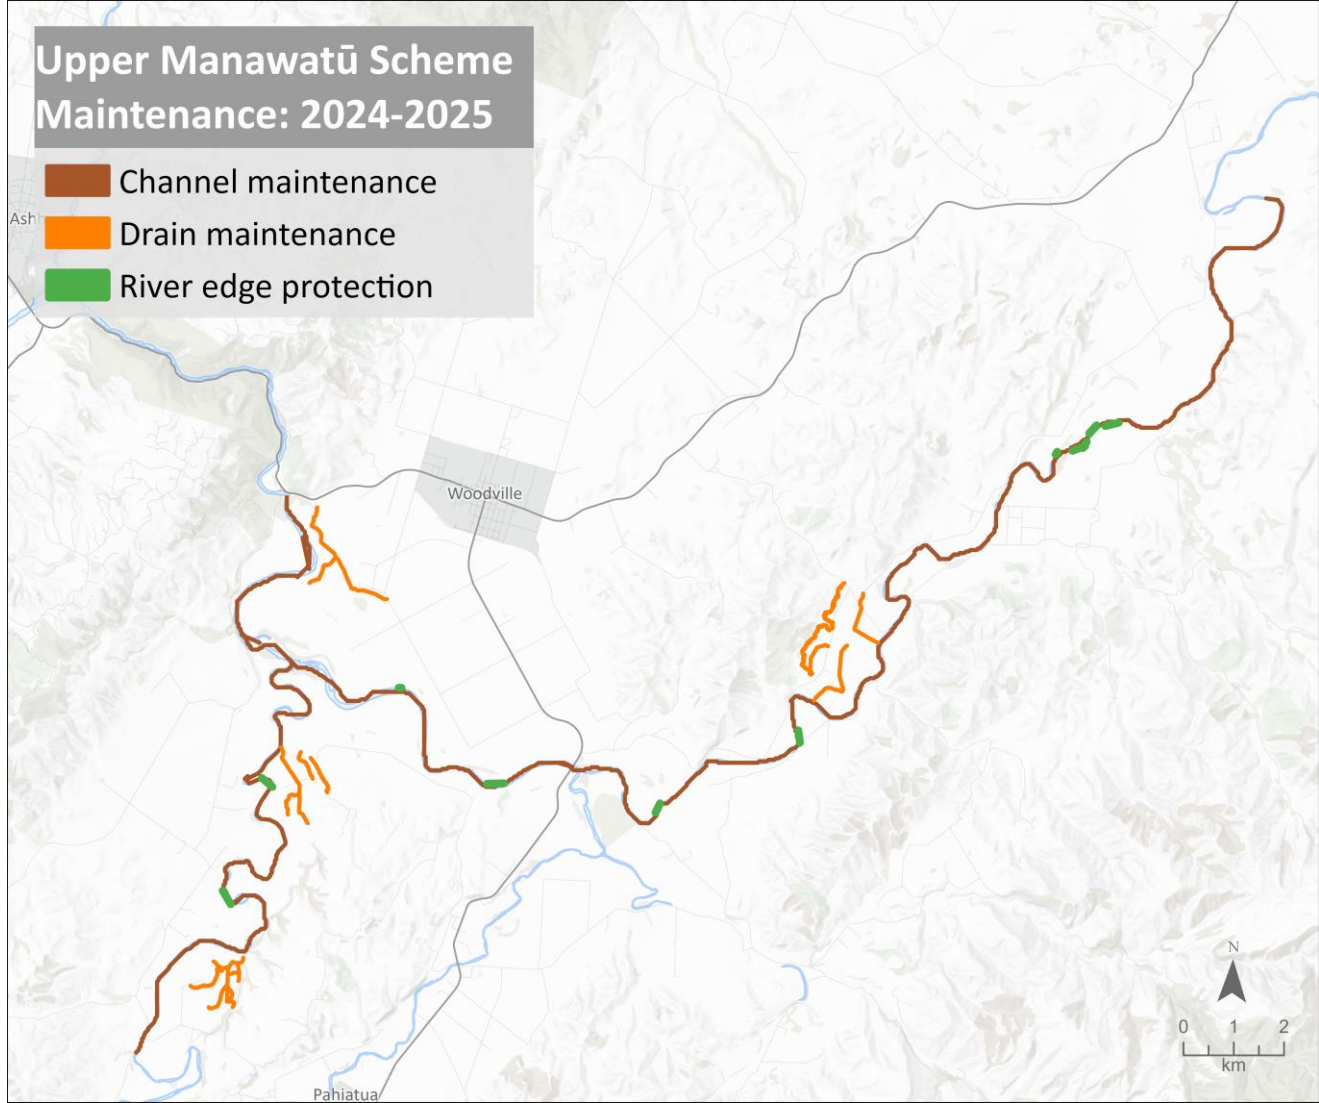 Upper Manawatū Scheme
Maintenance: 2024-2025
Channel maintenance
Drain maintenance
River edge protection
Ash
Woodville
Pahiatua
N
0 1 2
km